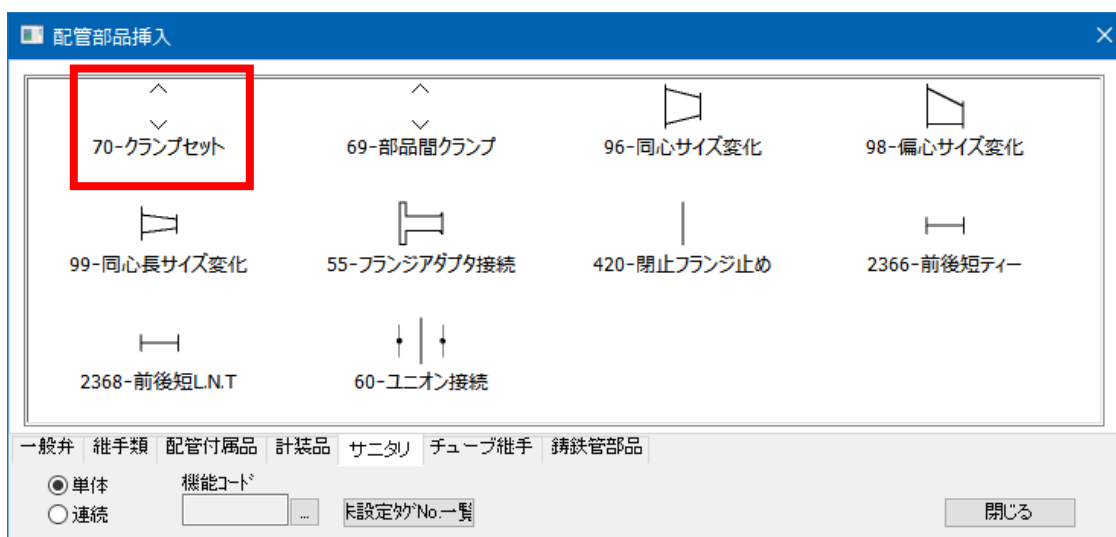 配管部品挿入
70-クランプセット 69-部品間クランプ 96-同心サイズ変化 98-偏心サイズ変化
99-同心長サイズ変化 55-フランジアダプタ接続 420-閉止フランジ止め 2366-前後短ティー
2368-前後短L.N.T 60-ユニオン接続
一般弁 継手類 配管付属品 計装品 サニタリ チューブ継手 鋳鉄管部品
単体 機能コード
連続 ... 未設定タグNo.一覧 閉じる